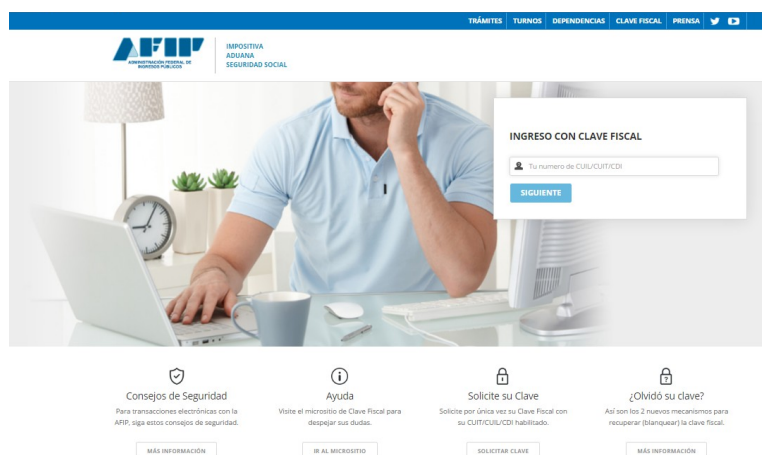 TRÁMITES TURNOS DEPENDENCIAS CLAVE FISCAL PRENSA
AFIP
ADMINISTRACIÓN FEDERAL DE
INGRESOS PÚBLICOS
IMPOSITIVA
ADUANA
SEGURIDAD SOCIAL
INGRESO CON CLAVE FISCAL
Tu numero de CUIL/CUIT/CDI
SIGUIENTE
Consejos de Seguridad
Para transacciones electrónicas con la
AFIP, siga estos consejos de seguridad.
MÁS INFORMACIÓN
Ayuda
Visite el micrositio de Clave Fiscal para
despejar sus dudas.
IR AL MICROSITIO
Solicite su Clave
Solicite por única vez su Clave Fiscal con
su CUIT/CUIL/CDI habilitado.
SOLICITAR CLAVE
¿Olvidó su clave?
Así son los 2 nuevos mecanismos para
recuperar (blanquear) la clave fiscal.
MÁS INFORMACIÓN